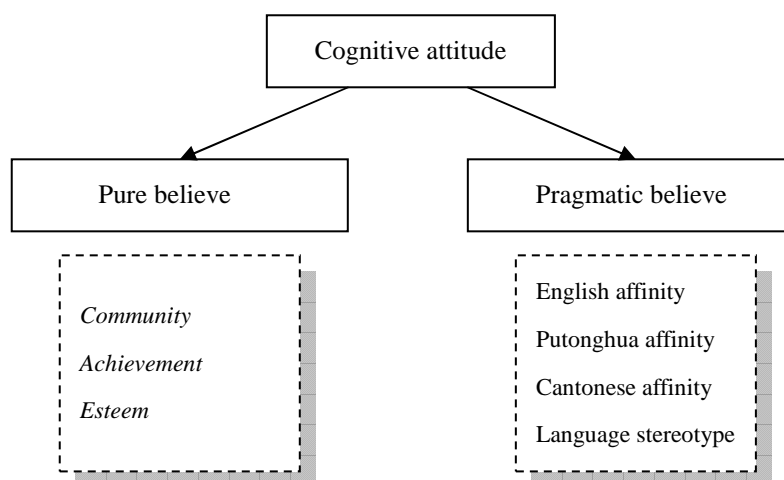 Cognitive attitude
Pure believe
Pragmatic believe
Community
Achievement
Esteem
English affinity
Putonghua affinity
Cantonese affinity
Language stereotype